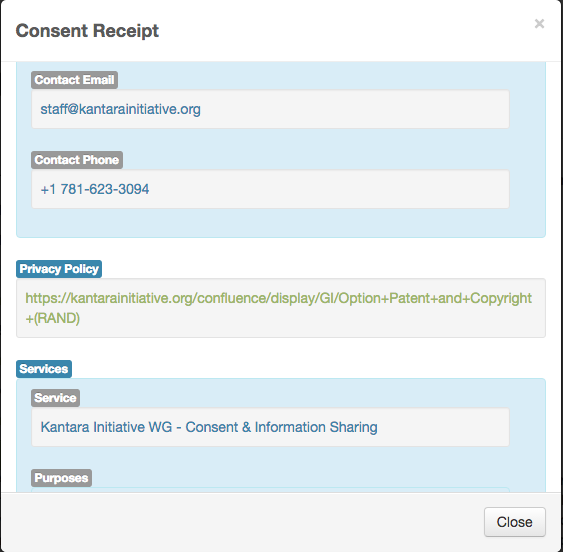 Consent Receipt
×
Contact Email
staff@kantarainitiative.org
Contact Phone
+1 781-623-3094
Privacy Policy
https://kantarainitiative.org/confluence/display/GI/Option+Patent+and+Copyright
+(RAND)
Services
Service
Kantara Initiative WG - Consent & Information Sharing
Purposes
Close